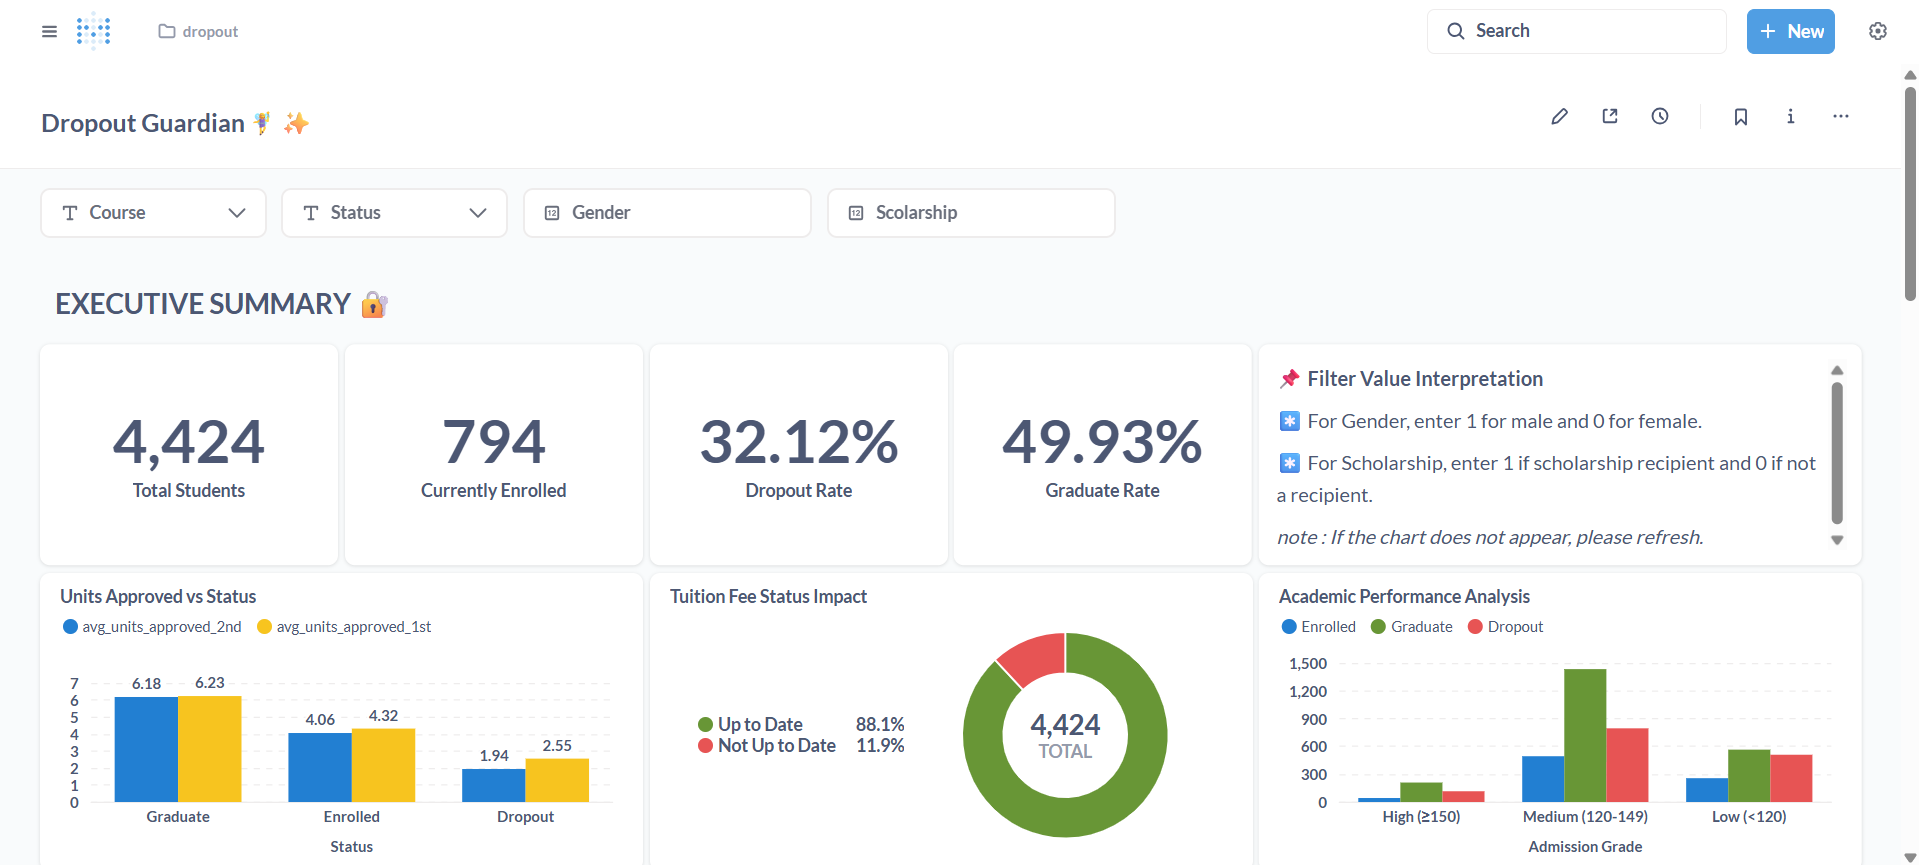 dropout
Search
+ New
Dropout Guardian
Course
Status
Gender
Scolarship
EXECUTIVE SUMMARY
4,424
Total Students
794
Currently Enrolled
32.12%
Dropout Rate
49.93%
Graduate Rate
Filter Value Interpretation
For Gender, enter 1 for male and 0 for female.
For Scholarship, enter 1 if scholarship recipient and 0 if not
a recipient.
note : If the chart does not appear, please refresh.
Units Approved vs Status
avg_units_approved_2nd avg_units_approved_1st
7
6
5
4
3
2
1
0
6.18 6.23
4.06 4.32
1.94 2.55
Graduate Enrolled Dropout
Status
Tuition Fee Status Impact
Up to Date 88.1%
Not Up to Date 11.9%
4,424
TOTAL
Academic Performance Analysis
Enrolled Graduate Dropout
1,500
1,200
900
600
300
0
High (≥150) Medium (120-149) Low (<120)
Admission Grade